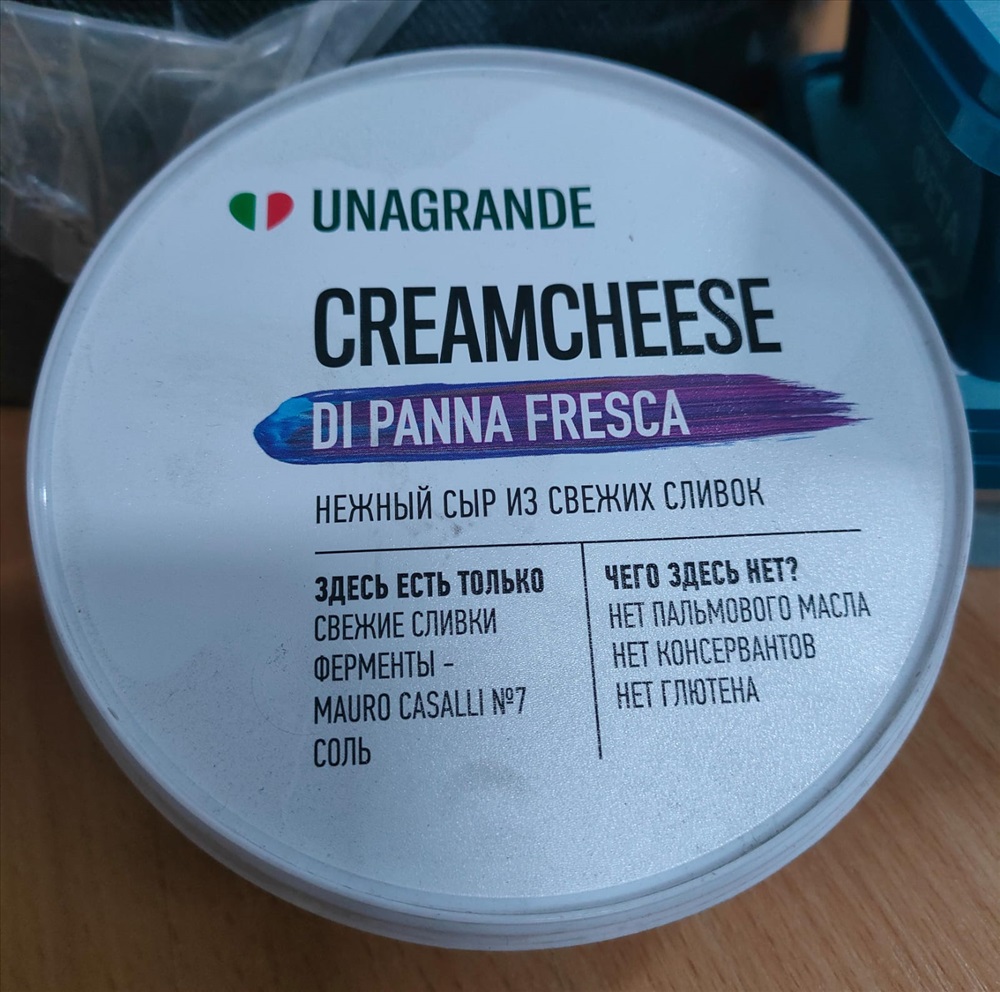 UNAGRANDE
CREAMCHEESE
DI PANNA FRESCA
НЕЖНЫЙ СЫР ИЗ СВЕЖИХ СЛИВОК
ЗДЕСЬ ЕСТЬ ТОЛЬКО
СВЕЖИЕ СЛИВКИ
ФЕРМЕНТЫ –
MAURO CASALLI №7
СОЛЬ
ЧЕГО ЗДЕСЬ НЕТ?
НЕТ ПАЛЬМОВОГО МАСЛА
НЕТ КОНСЕРВАНТОВ
НЕТ ГЛЮТЕНА